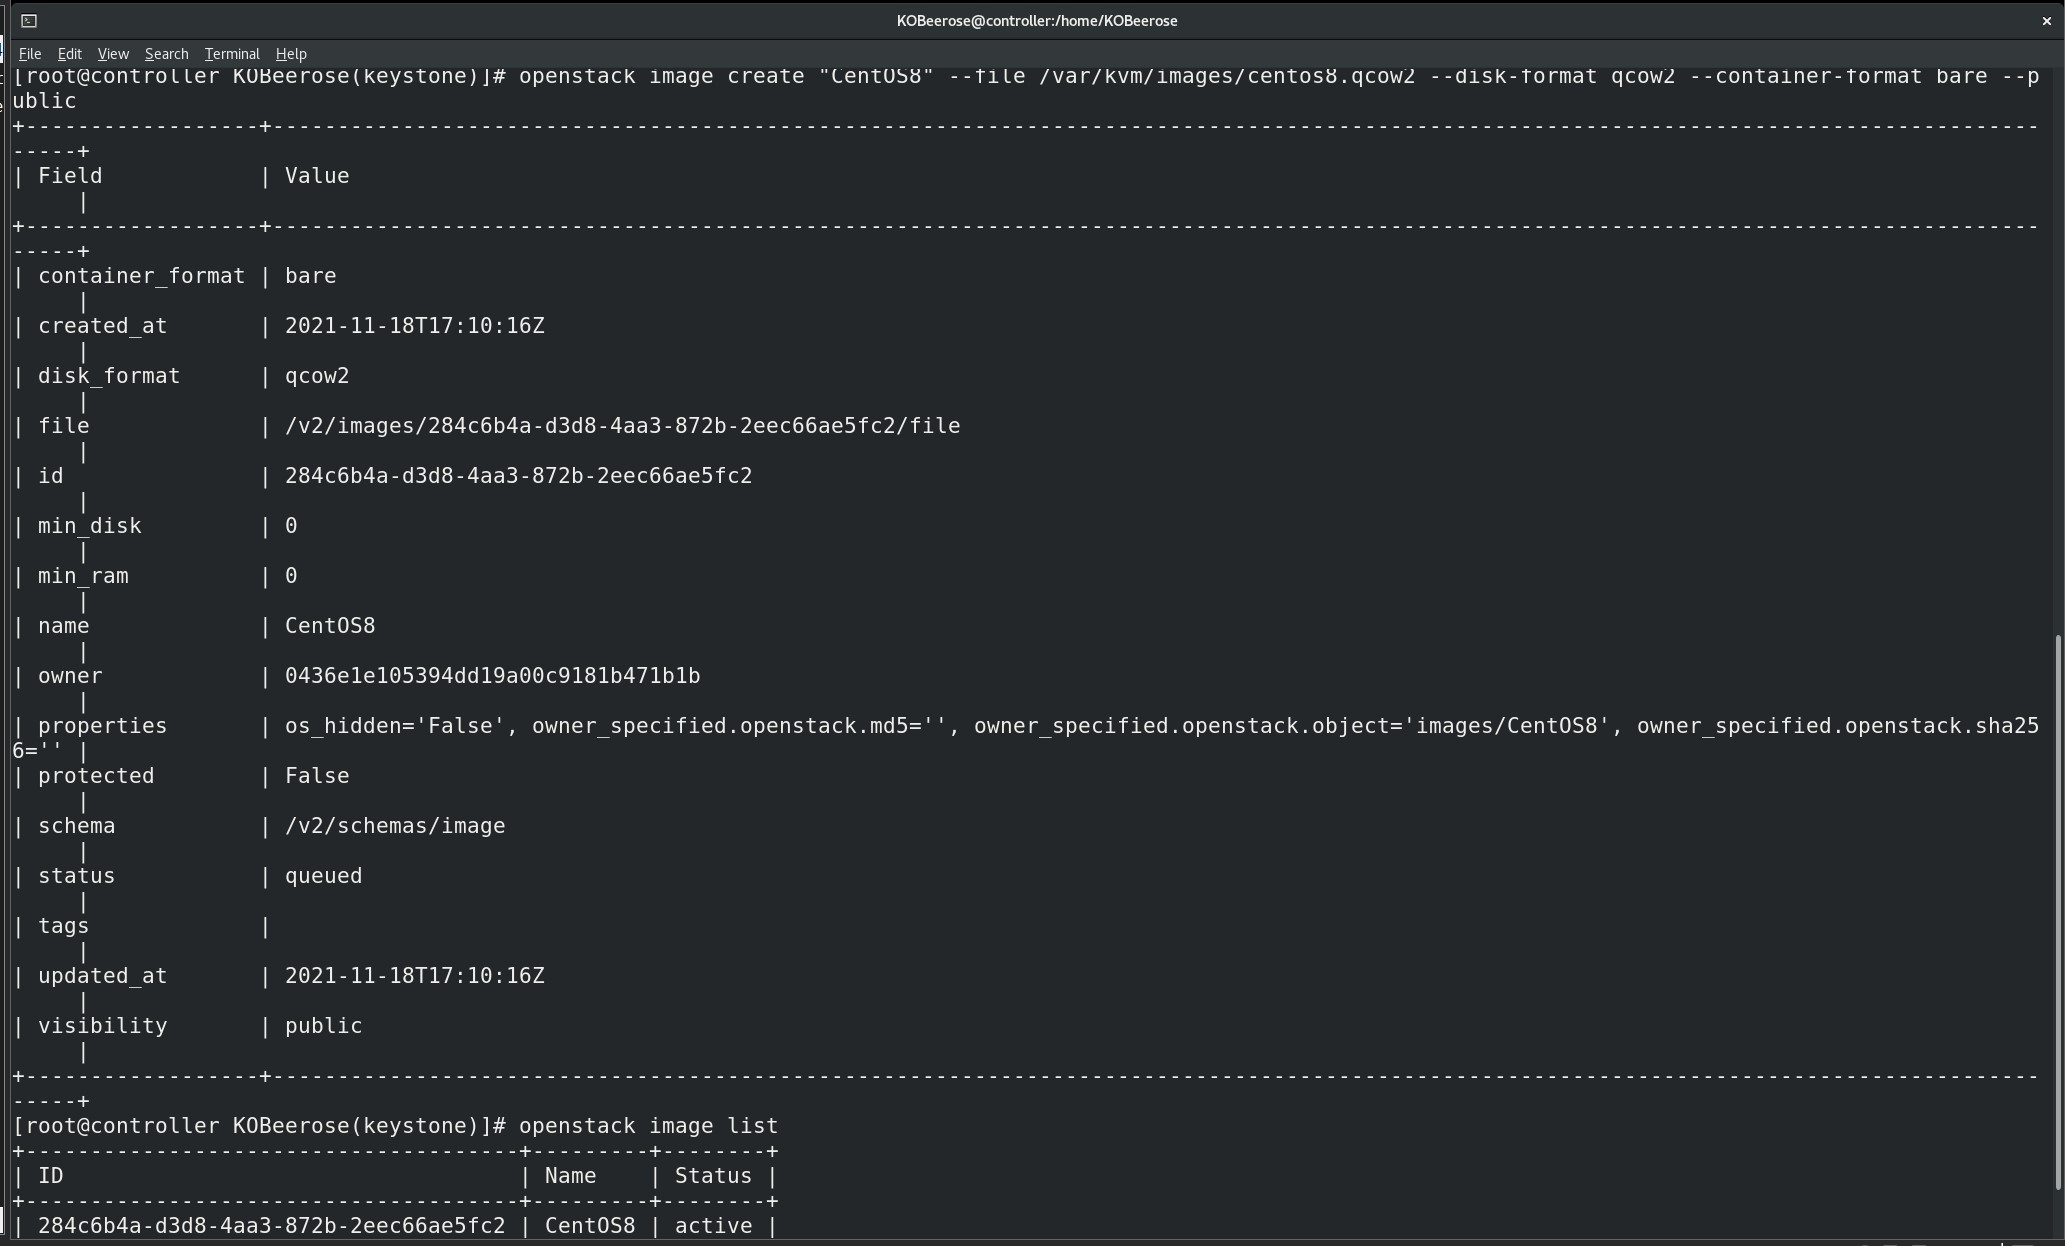 KOBeerose@controller:/home/KOBeerose
File Edit View Search Terminal Help
[root@controller KOBeerose(keystone)]# openstack image create "CentOS8" --file /var/kvm/images/centos8.qcow2 --disk-format qcow2 --container-format bare --p
ublic
+------------------+----------------------------------------------------------------------------------------------------------------------------------------
-----+
| Field            | Value
     |
+------------------+----------------------------------------------------------------------------------------------------------------------------------------
-----+
| container_format | bare
     |
| created_at       | 2021-11-18T17:10:16Z
     |
| disk_format      | qcow2
     |
| file             | /v2/images/284c6b4a-d3d8-4aa3-872b-2eec66ae5fc2/file
     |
| id               | 284c6b4a-d3d8-4aa3-872b-2eec66ae5fc2
     |
| min_disk         | 0
     |
| min_ram          | 0
     |
| name             | CentOS8
     |
| owner            | 0436e1e105394dd19a00c9181b471b1b
     |
| properties       | os_hidden='False', owner_specified.openstack.md5='', owner_specified.openstack.object='images/CentOS8', owner_specified.openstack.sha25
6='' |
| protected        | False
     |
| schema           | /v2/schemas/image
     |
| status           | queued
     |
| tags             |
     |
| updated_at       | 2021-11-18T17:10:16Z
     |
| visibility       | public
     |
+------------------+----------------------------------------------------------------------------------------------------------------------------------------
-----+
[root@controller KOBeerose(keystone)]# openstack image list
+--------------------------------------+---------+--------+
| ID                                   | Name    | Status |
+--------------------------------------+---------+--------+
| 284c6b4a-d3d8-4aa3-872b-2eec66ae5fc2 | CentOS8 | active |